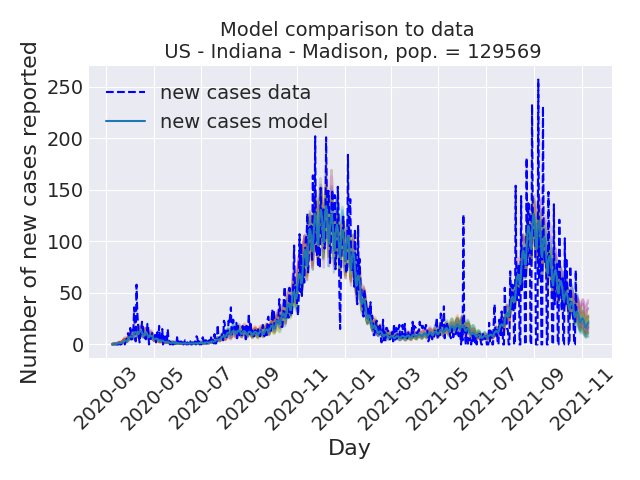 Model comparison to data
US - Indiana - Madison, pop. = 129569
Number of new cases reported
250
200
150
100
50
0
new cases data
new cases model
2020-03
2020-05
2020-07
2020-09
2020-11
2021-01
2021-03
2021-05
2021-07
2021-09
2021-11
Day